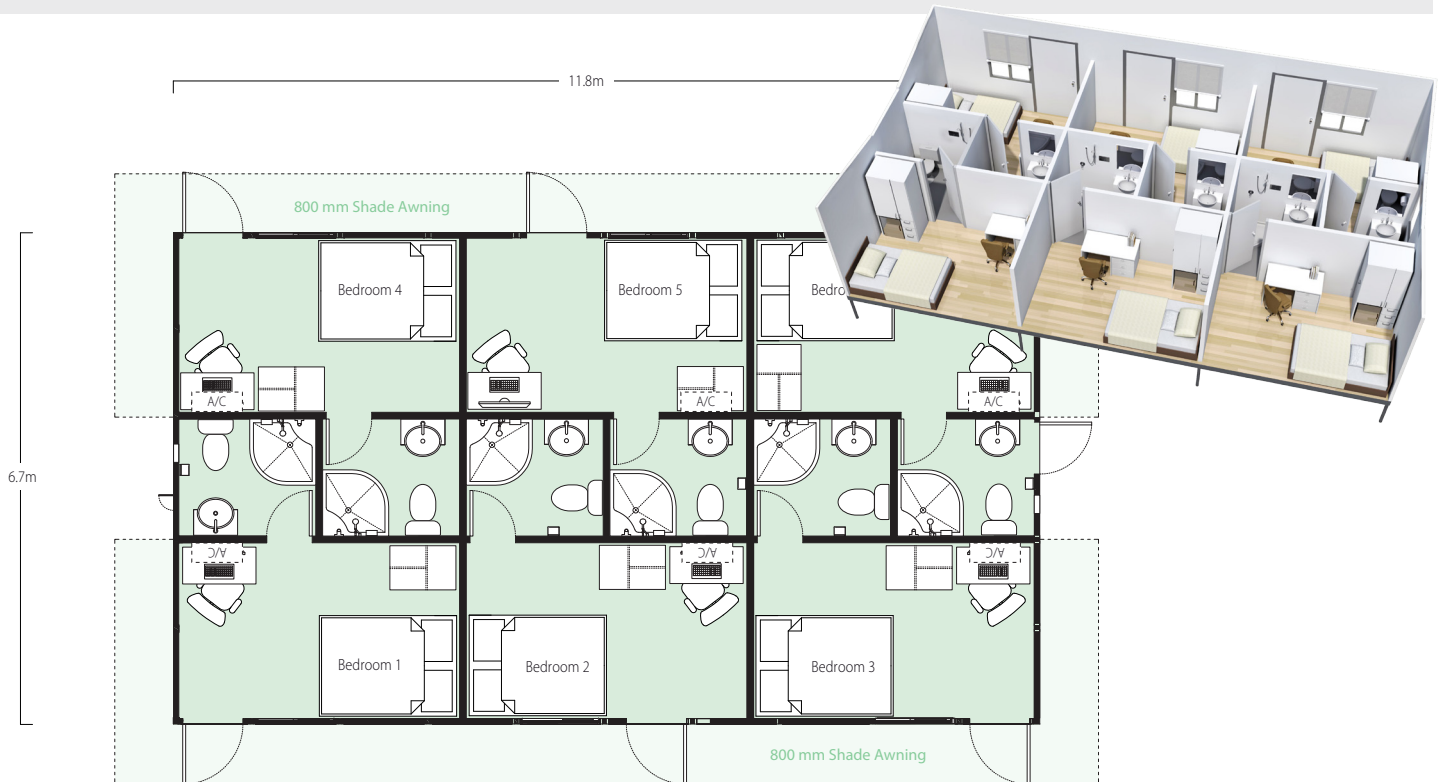 11.8m
800 mm Shade Awning
Bedroom 4
Bedroom 5
Bedro
A/C
A/C
A/C
6.7m
A/C
A/C
A/C
Bedroom 1
Bedroom 2
Bedroom 3
800 mm Shade Awning